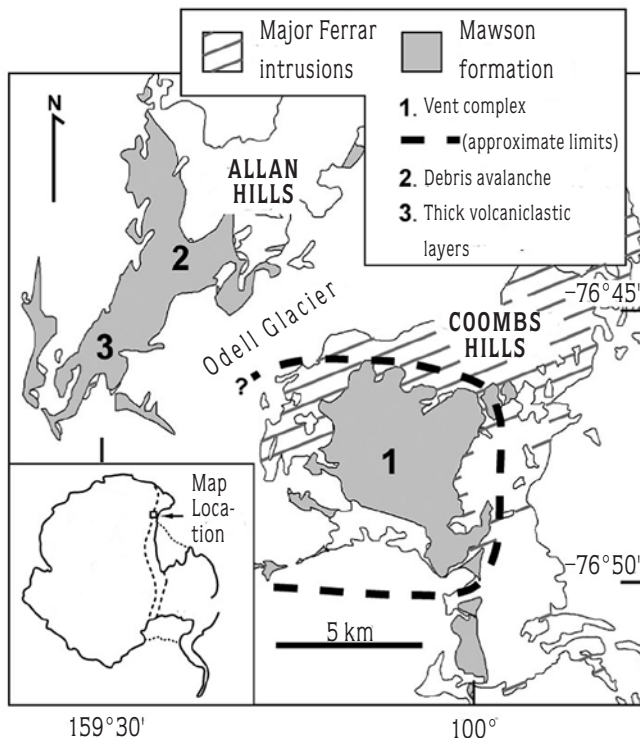 Major Ferrar
intrusions
Mawson
formation
1. Vent complex
(approximate limits)
2. Debris avalanche
3. Thick volcaniclastic
layers
N
ALLAN
HILLS
2
3
Odell Glacier
COOMBS
HILLS
-76°45'
?
1
Map
Loca-
tion
-76°50'
5 km
159°30'
100°